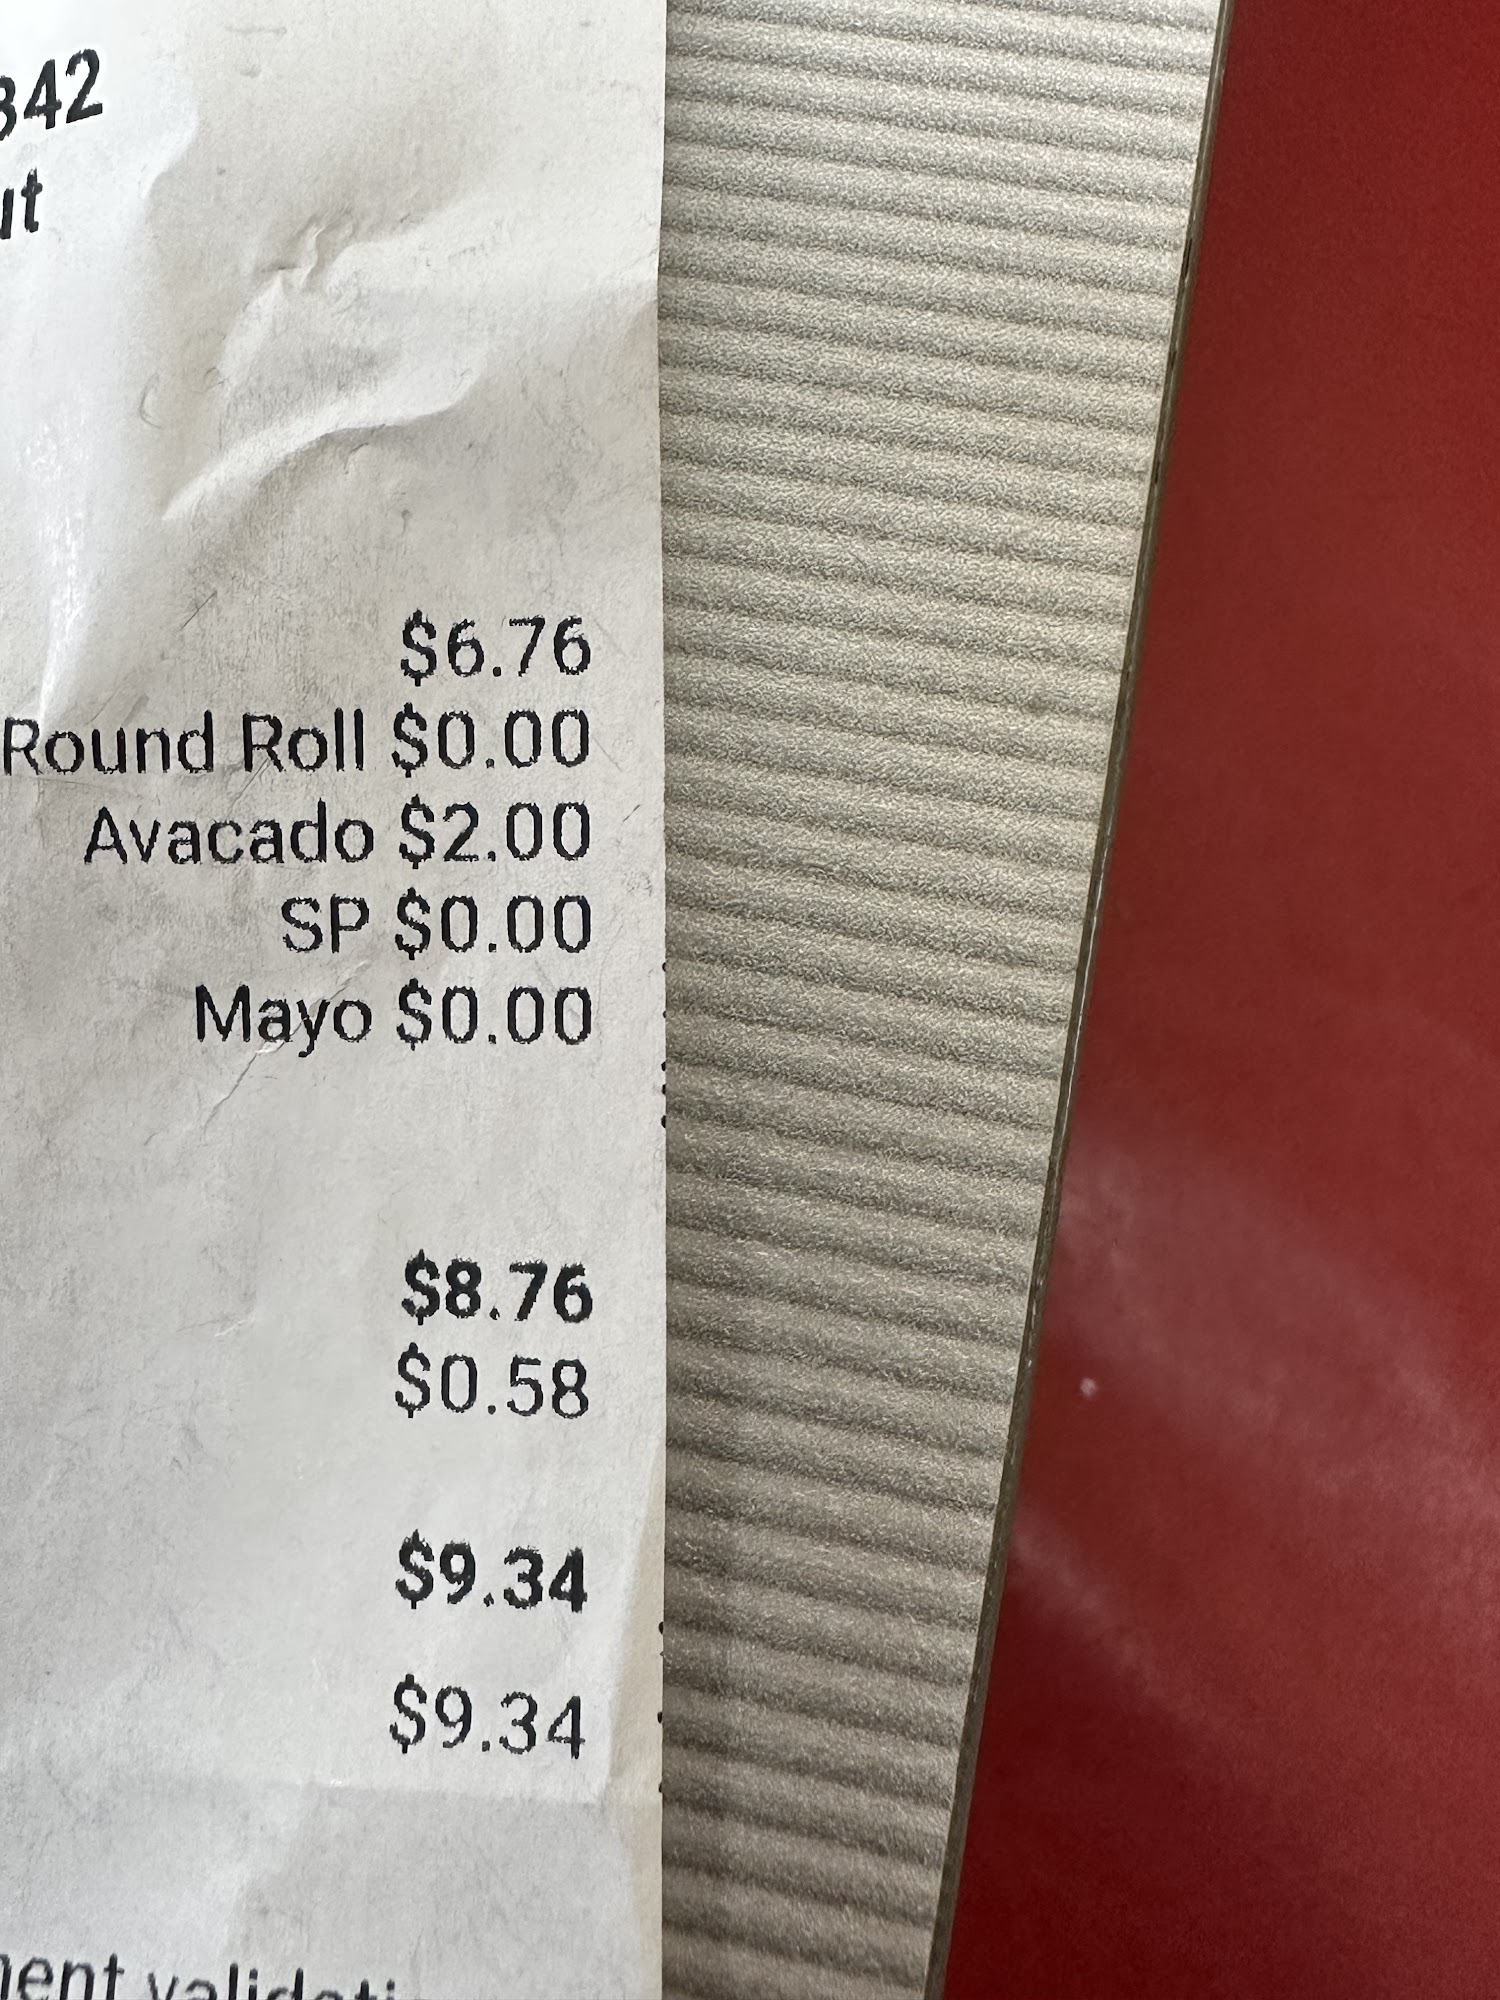 342
ut
$6.76
Round Roll $0.00
Avacado $2.00
SP $0.00
Mayo $0.00
$8.76
$0.58
$9.34
$9.34